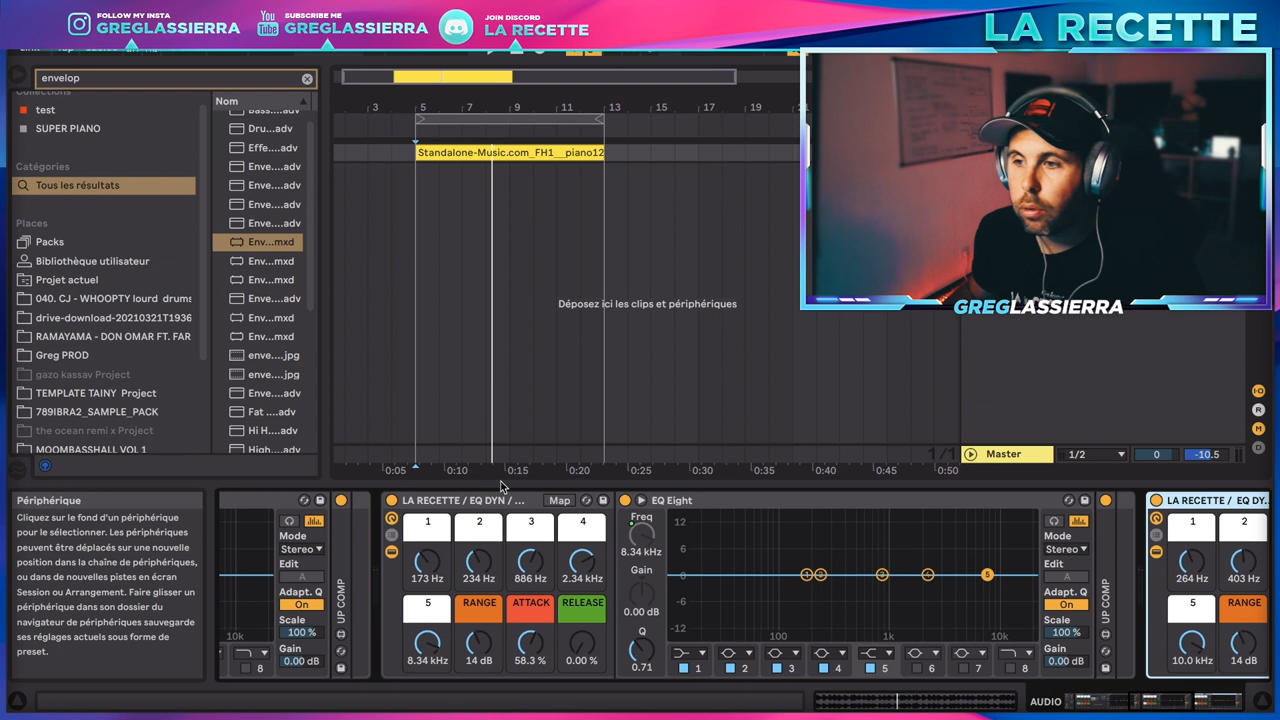 FOLLOW MY INSTA
GREGLASSIERRA
SUBSCRIBE ME
GREGLASSIERRA
JOIN DISCORD
LA RECETTE
LA RECETTE
envelop
Collections
test
SUPER PIANO
Catégories
Tous les résultats
Places
Packs
Bibliothèque utilisateur
Projet actuel
040. CJ - WHOOPTY lourd drums
drive-download-20210321T1936
RAMAYAMA - DON OMAR FT. FAR
Greg PROD
gazo kassav Project
TEMPLATE TAINY Project
789IBRA2_SAMPLE_PACK
the ocean remi x Project
MOOMBASSHALL VOL 1
Nom
Dru...adv
Effe...adv
Enve...adv
Enve...adv
Enve...adv
Enve...adv
Env...mxd
Env...mxd
Env...mxd
Enve...adv
Env...mxd
Env...mxd
enve...jpg
enve...jpg
Enve...adv
Fat ....adv
Hi H...adv
High...adv
3 5 7 9 11 13 15 17 19
Standalone-Music.com_FH1__piano12
Déposez ici les clips et périphériques
GREGLASSIERRA
I·O
R
M
D
1/1
Master
1/2
0
-10.5
0:05 0:10 0:15 0:20 0:25 0:30 0:35 0:40 0:45 0:50
Périphérique
Cliquez sur le fond d'un périphérique
pour le sélectionner. Les périphériques
peuvent être déplacés sur une nouvelle
position dans la chaîne de périphériques,
ou dans de nouvelles pistes en écran
Session ou Arrangement. Faire glisser un
périphérique dans son dossier du
navigateur de périphériques sauvegarde
ses réglages actuels sous forme de
preset.
10k
Mode
Stereo
Edit
A
Adapt. Q
On
Scale
100 %
Gain
0.00 dB
8
UP COMP
LA RECETTE / EQ DYN / ...
Map
1 2 3 4
173 Hz 234 Hz 886 Hz 2.34 kHz
5 RANGE ATTACK RELEASE
8.34 kHz 14 dB 58.3 % 0.00 %
EQ Eight
Freq
8.34 kHz
Gain
0.00 dB
Q
0.71
12
6
0
-6
-12
1 2 3 4 5
100 1k 10k
1 2 3 4 5 6 7 8
Mode
Stereo
Edit
A
Adapt. Q
On
Scale
100 %
Gain
0.00 dB
UP COMP
LA RECETTE / EQ DY...
1 2
264 Hz 403 Hz
5 RANGE
10.0 kHz 14 dB
AUDIO